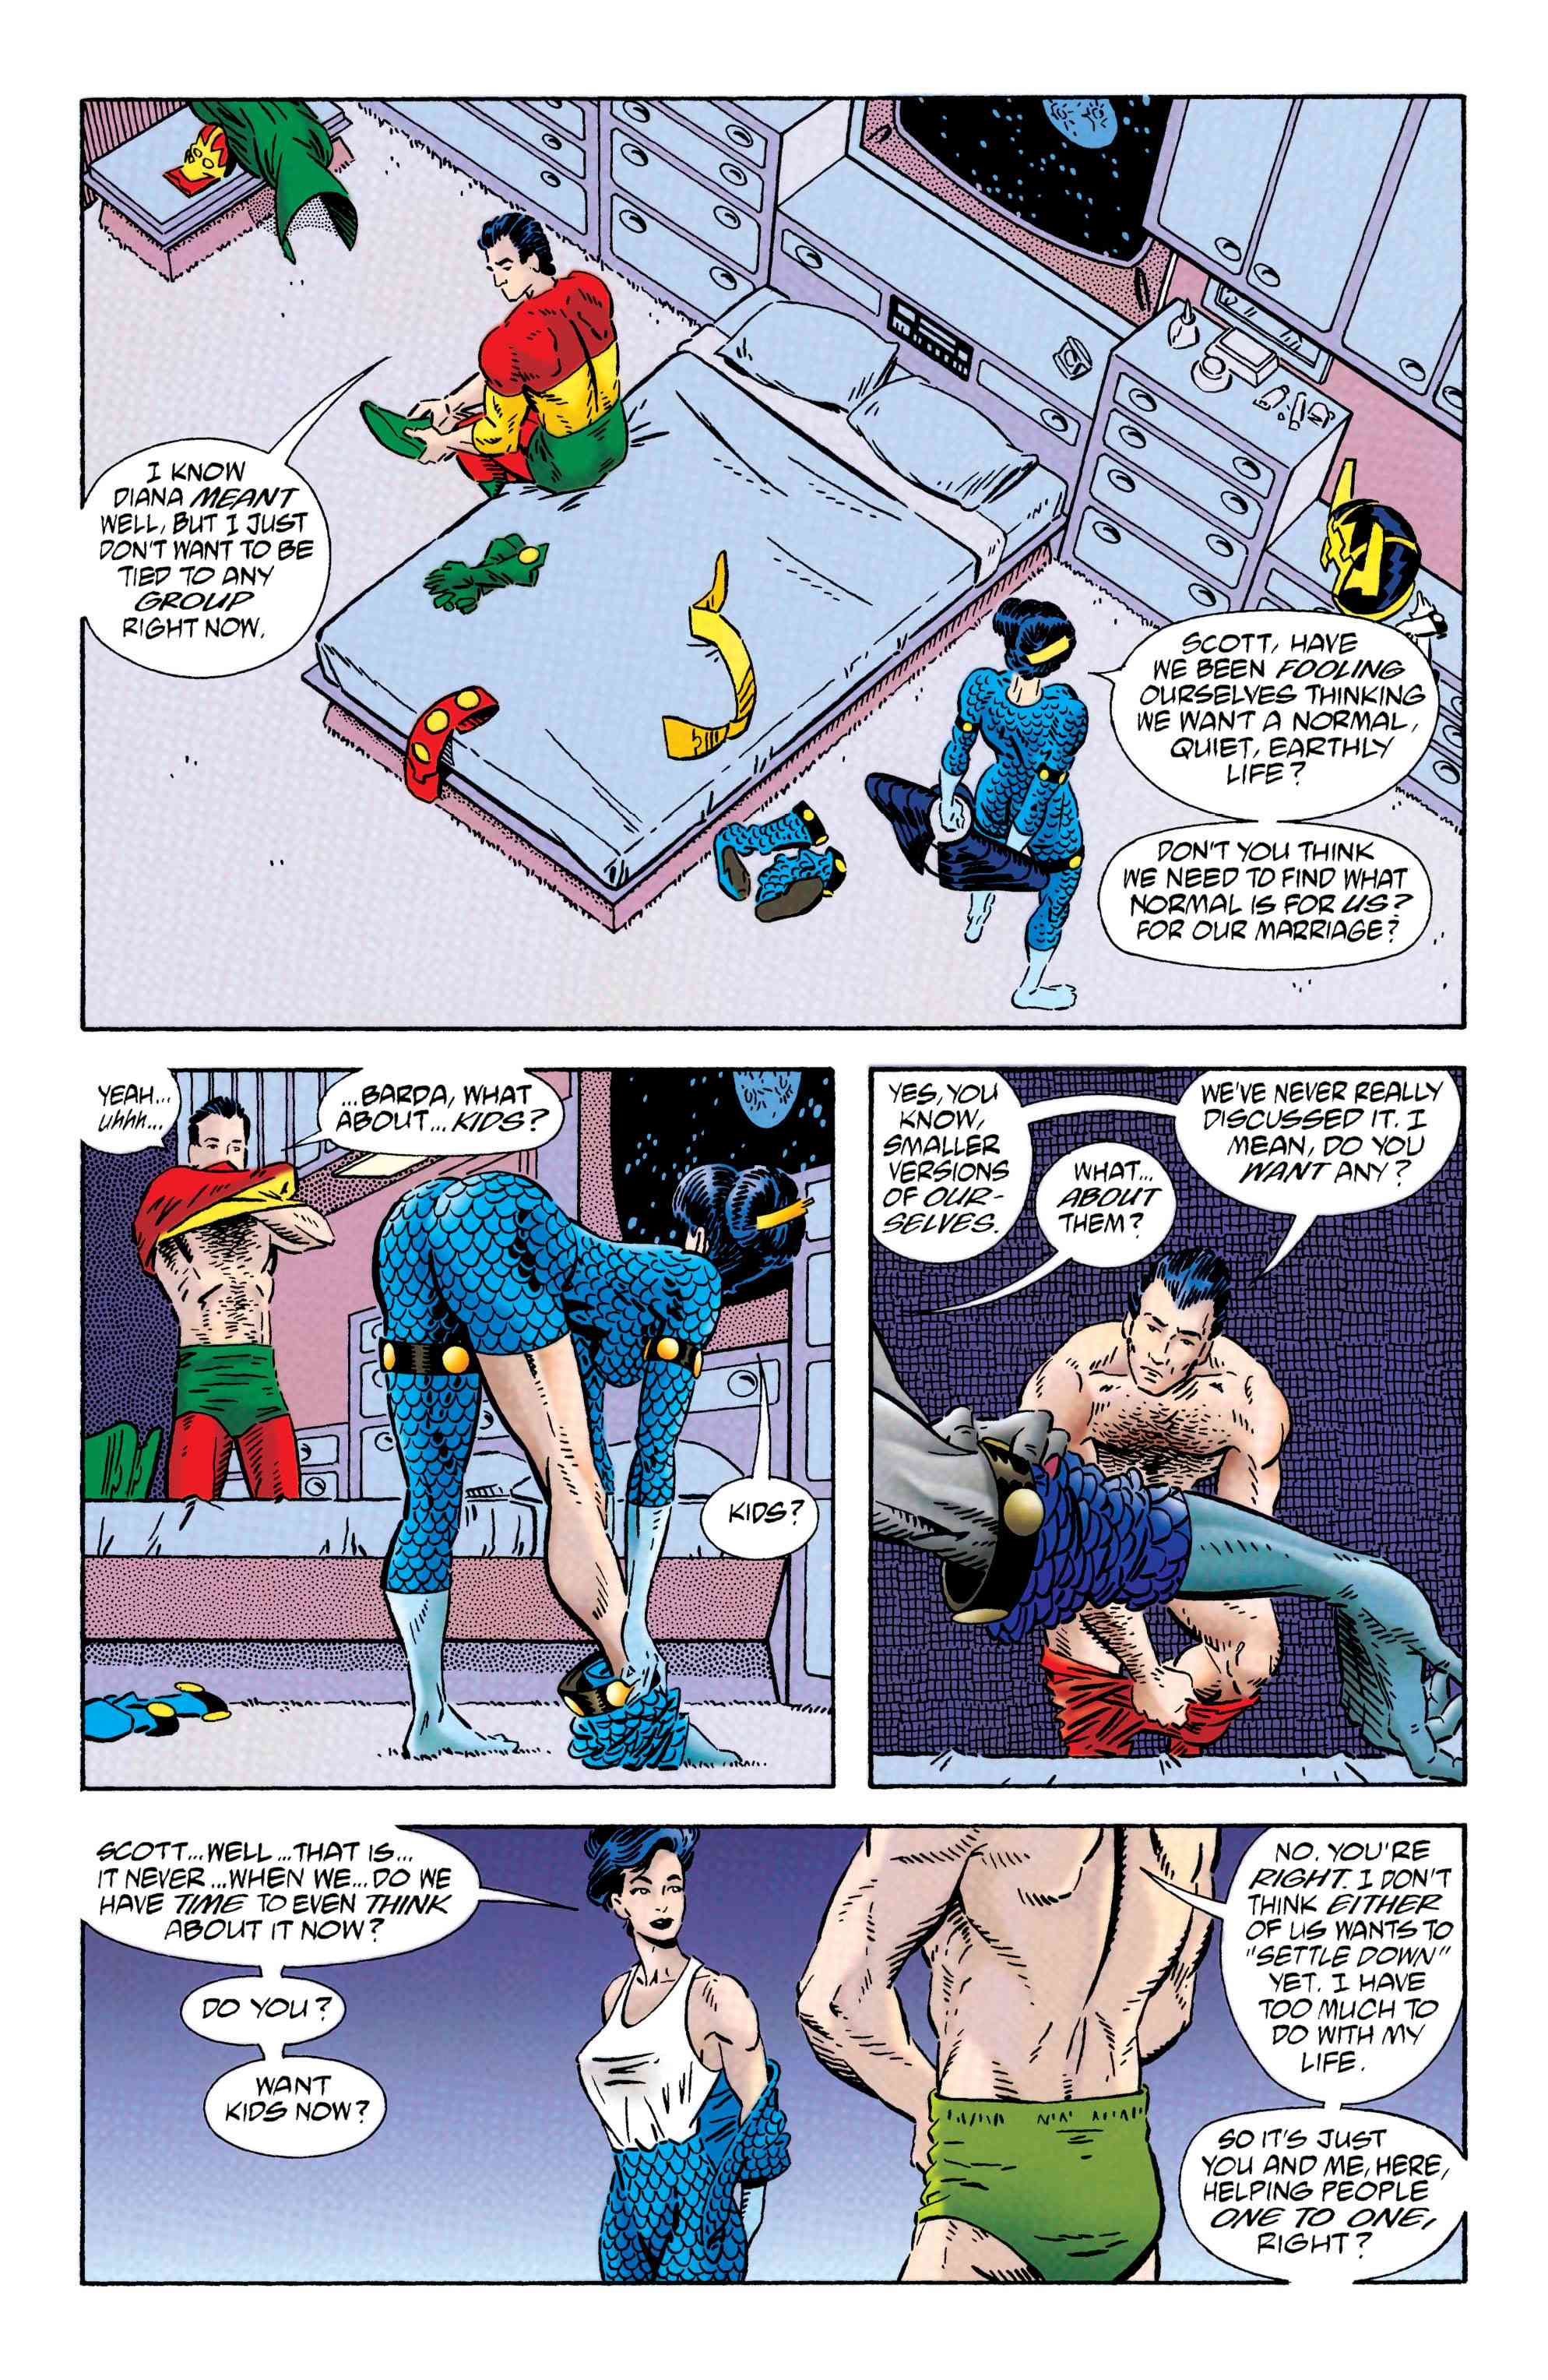 I KNOW
DIANA MEANT
WELL, BUT I JUST
DON'T WANT TO BE
TIED TO ANY
GROUP
RIGHT NOW.
SCOTT, HAVE
WE BEEN FOOLING
OURSELVES THINKING
WE WANT A NORMAL,
QUIET, EARTHLY
LIFE?
DON'T YOU THINK
WE NEED TO FIND WHAT
NORMAL IS FOR US?
FOR OUR MARRIAGE?
YEAH...
uhhh...
...BARDA, WHAT
ABOUT... KIDS?
KIDS?
YES, YOU
KNOW,
SMALLER
VERSIONS
OF OUR-
SELVES.
WHAT...
ABOUT
THEM?
WE'VE NEVER REALLY
DISCUSSED IT. I
MEAN, DO YOU
WANT ANY?
SCOTT...WELL...THAT IS...
IT NEVER...WHEN WE...DO WE
HAVE TIME TO EVEN THINK
ABOUT IT NOW?
DO YOU?
WANT
KIDS NOW?
NO. YOU'RE
RIGHT. I DON'T
THINK EITHER
OF US WANTS TO
"SETTLE DOWN"
YET. I HAVE
TOO MUCH TO
DO WITH MY
LIFE.
SO IT'S JUST
YOU AND ME, HERE,
HELPING PEOPLE
ONE TO ONE,
RIGHT?